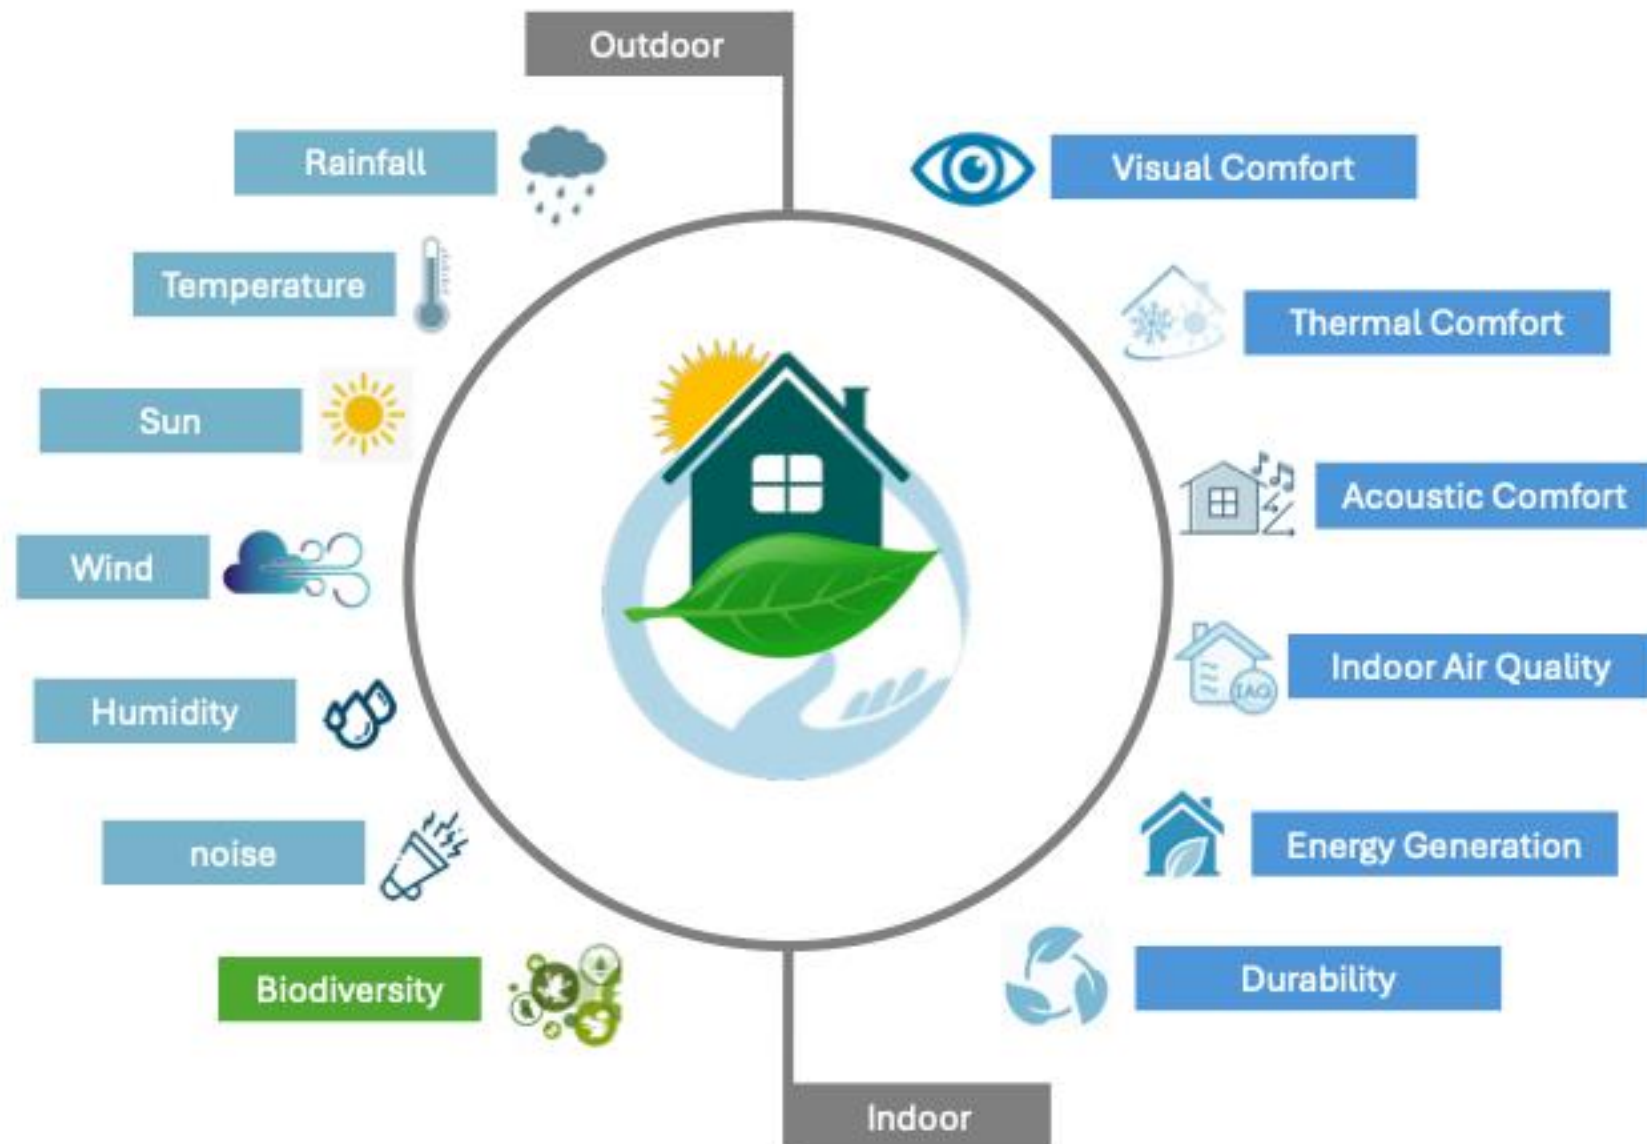 Outdoor
Rainfall
Temperature
Sun
Wind
Humidity
noise
Biodiversity
Visual Comfort
Thermal Comfort
Acoustic Comfort
Indoor Air Quality
IAQ
Energy Generation
Durability
Indoor